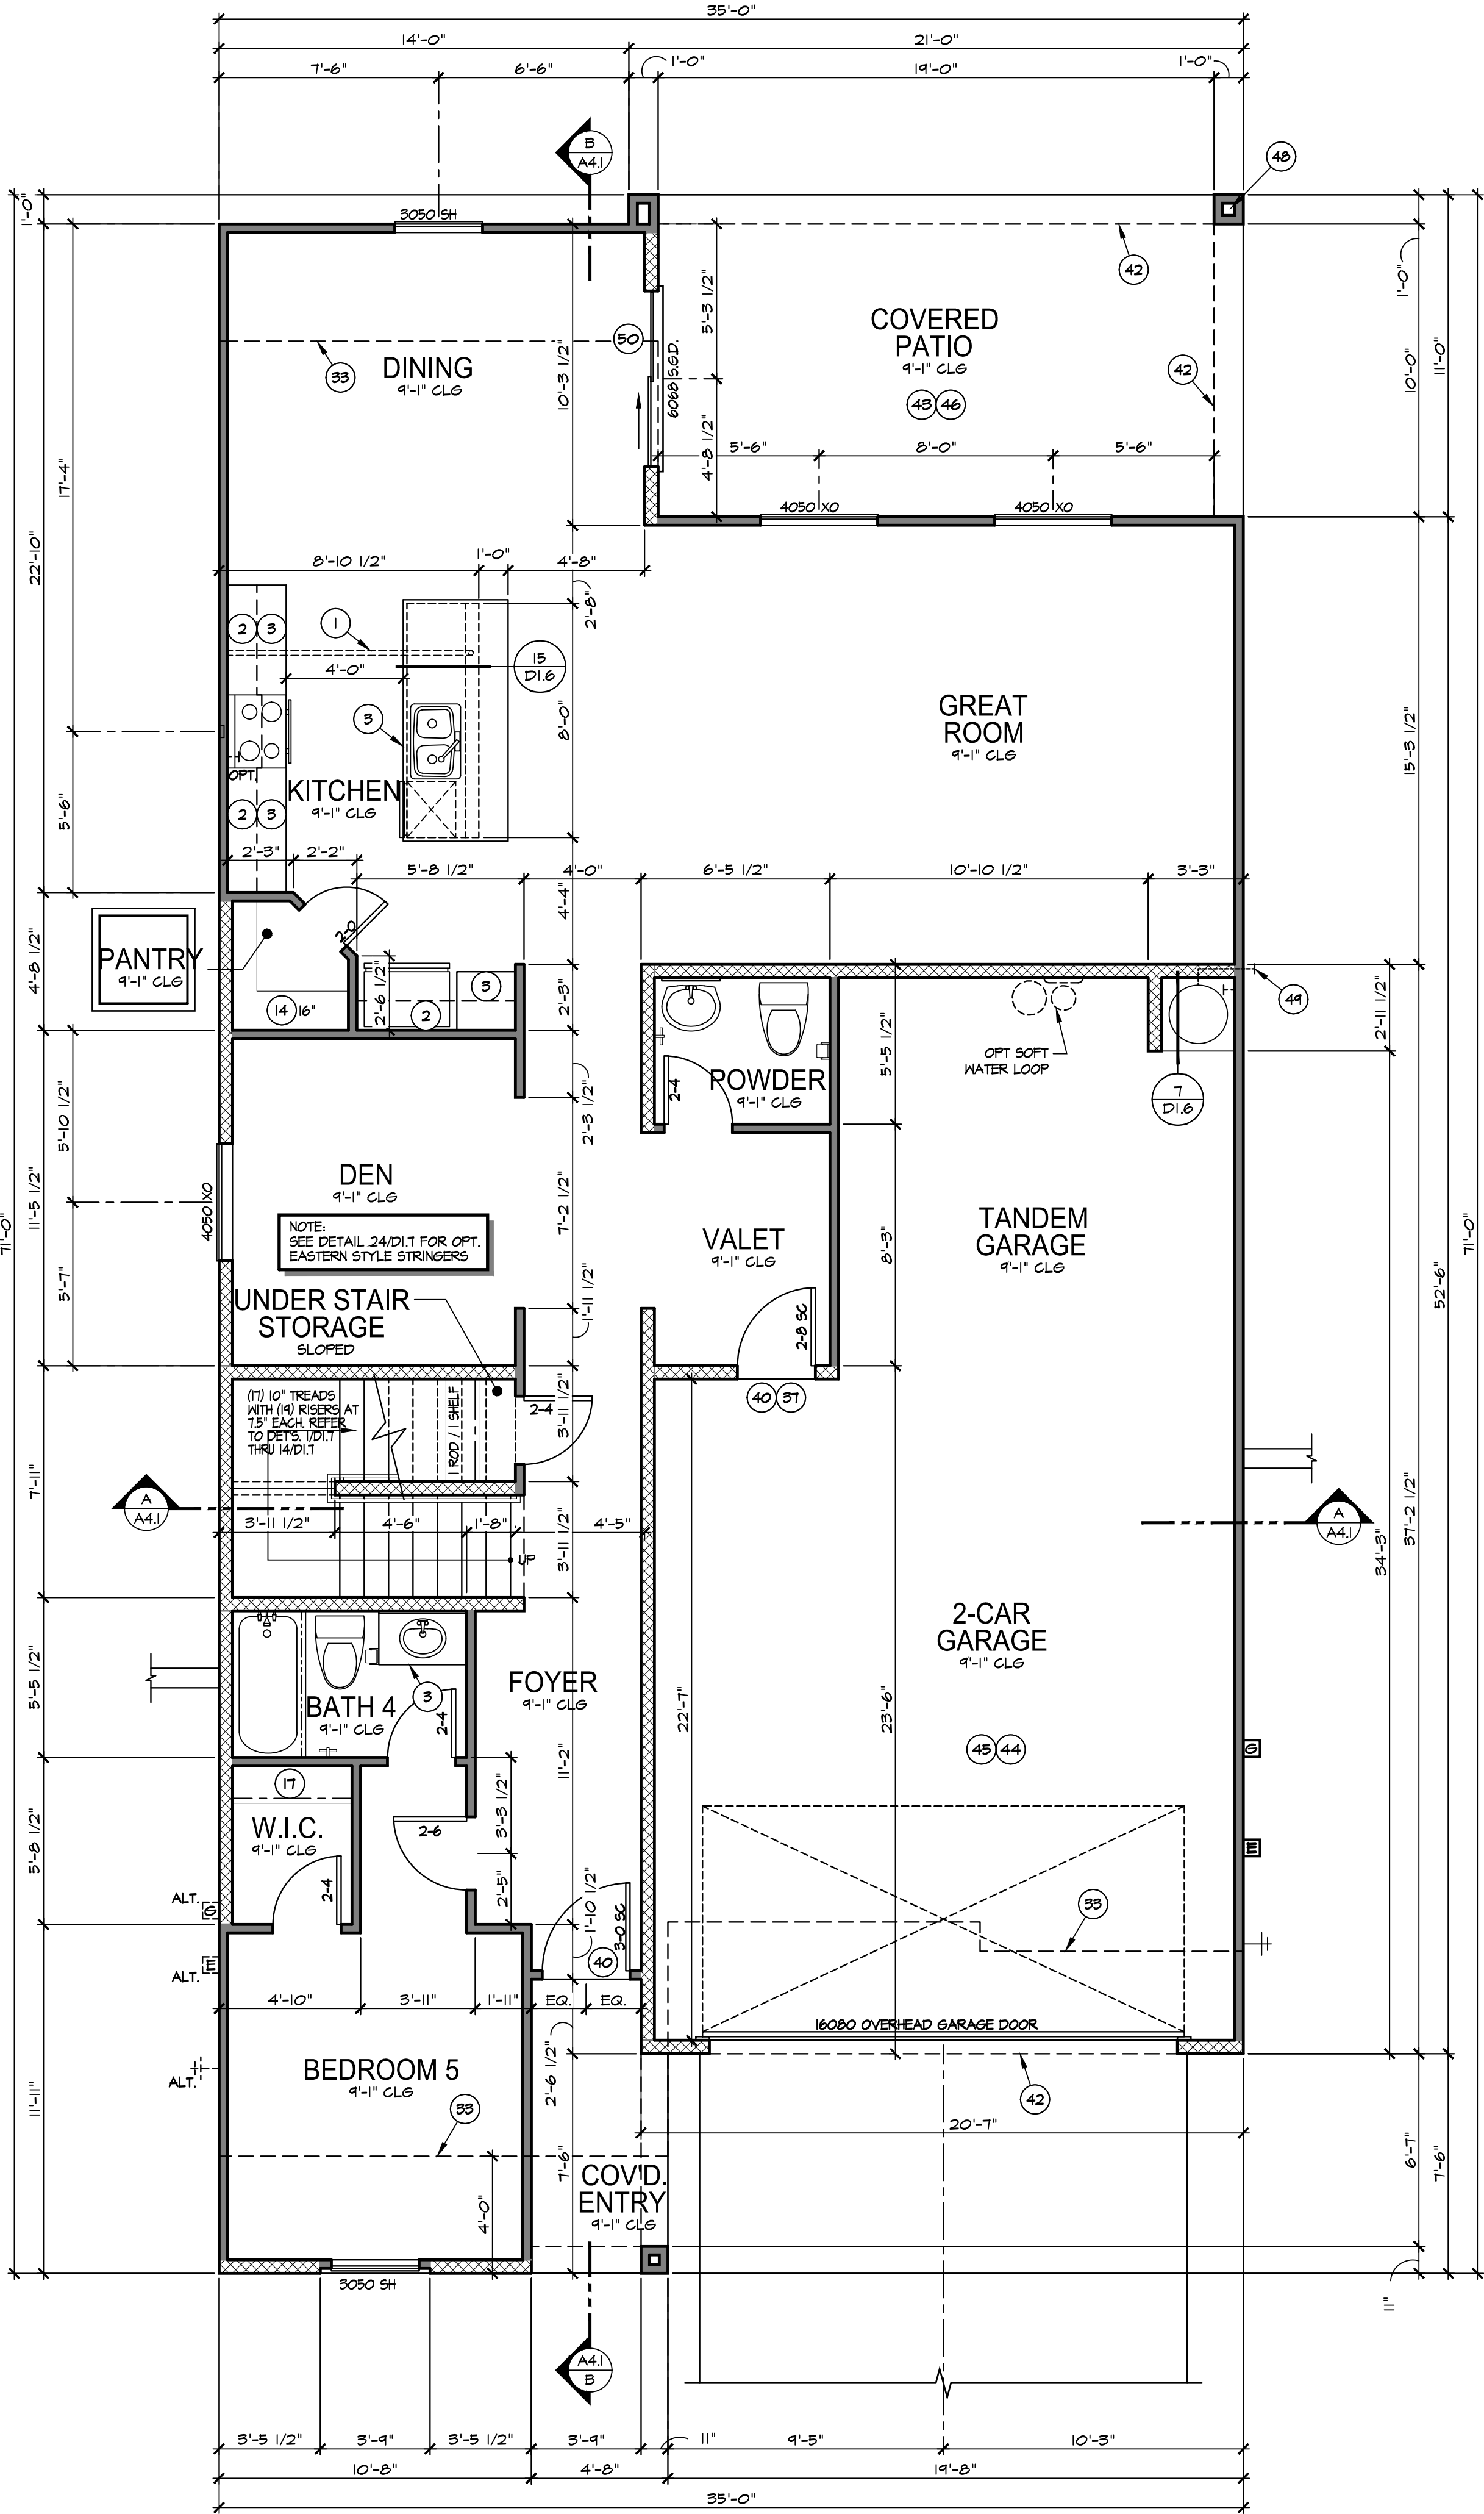 35'-0"
14'-0"
21'-0"
7'-6"
6'-6"
1'-0"
19'-0"
1'-0"
B
A4.1
48
1'-0"
3050 SH
42
1'-0"
5'-3 1/2"
COVERED
PATIO
9'-1" CLG
50
6068 S.G.D.
DINING
9'-1" CLG
33
10'-3 1/2"
42
10'-0"
11'-0"
43 46
4'-8 1/2"
5'-6"
8'-0"
5'-6"
17'-4"
4050 XO
4050 XO
22'-10"
8'-10 1/2"
1'-0"
4'-8"
2'-8"
2 3
1
15
D1.6
4'-0"
3
8'-0"
GREAT
ROOM
9'-1" CLG
15'-3 1/2"
OPT.
KITCHEN
9'-1" CLG
2 3
5'-6"
2'-3"
2'-2"
5'-8 1/2"
4'-0"
6'-5 1/2"
10'-10 1/2"
3'-3"
4'-4"
2-0
PANTRY
9'-1" CLG
4'-8 1/2"
14 16"
2'-6 1/2"
2
3
2'-3"
49
2'-11 1/2"
OPT SOFT
WATER LOOP
7
D1.6
5'-5 1/2"
2-4
POWDER
9'-1" CLG
5'-10 1/2"
2'-3 1/2"
DEN
9'-1" CLG
4050 XO
11'-5 1/2"
7'-2 1/2"
NOTE:
SEE DETAIL 24/D1.7 FOR OPT.
EASTERN STYLE STRINGERS
VALET
9'-1" CLG
8'-3"
TANDEM
GARAGE
9'-1" CLG
71'-0"
71'-0"
52'-6"
5'-7"
1'-11 1/2"
UNDER STAIR
STORAGE
SLOPED
2-8 SC
40 37
(17) 10" TREADS
WITH (19) RISERS AT
7.5" EACH. REFER
TO DETS. 1/D1.7
THRU 14/D1.7
1 ROD / 1 SHELF
2-4
3'-11 1/2"
7'-11"
A
A4.1
3'-11 1/2"
4'-6"
1'-8"
4'-5"
3'-11 1/2"
UP
A
A4.1
34'-3"
37'-2 1/2"
2-CAR
GARAGE
9'-1" CLG
5'-5 1/2"
FOYER
9'-1" CLG
BATH 4
9'-1" CLG
3
2-4
22'-7"
23'-6"
11'-2"
45 44
G
17
W.I.C.
9'-1" CLG
5'-8 1/2"
2-6
3'-3 1/2"
E
2-4
2'-5"
1'-10 1/2"
3-0 SC
40
33
ALT.
G
E
ALT.
4'-10"
3'-11"
1'-11"
EQ.
EQ.
16080 OVERHEAD GARAGE DOOR
BEDROOM 5
9'-1" CLG
ALT.
2'-6 1/2"
42
33
11'-11"
20'-7"
4'-0"
7'-6"
COV'D.
ENTRY
9'-1" CLG
6'-7"
7'-6"
3050 SH
11"
A4.1
B
3'-5 1/2"
3'-9"
3'-5 1/2"
3'-9"
11"
9'-5"
10'-3"
10'-8"
4'-8"
19'-8"
35'-0"